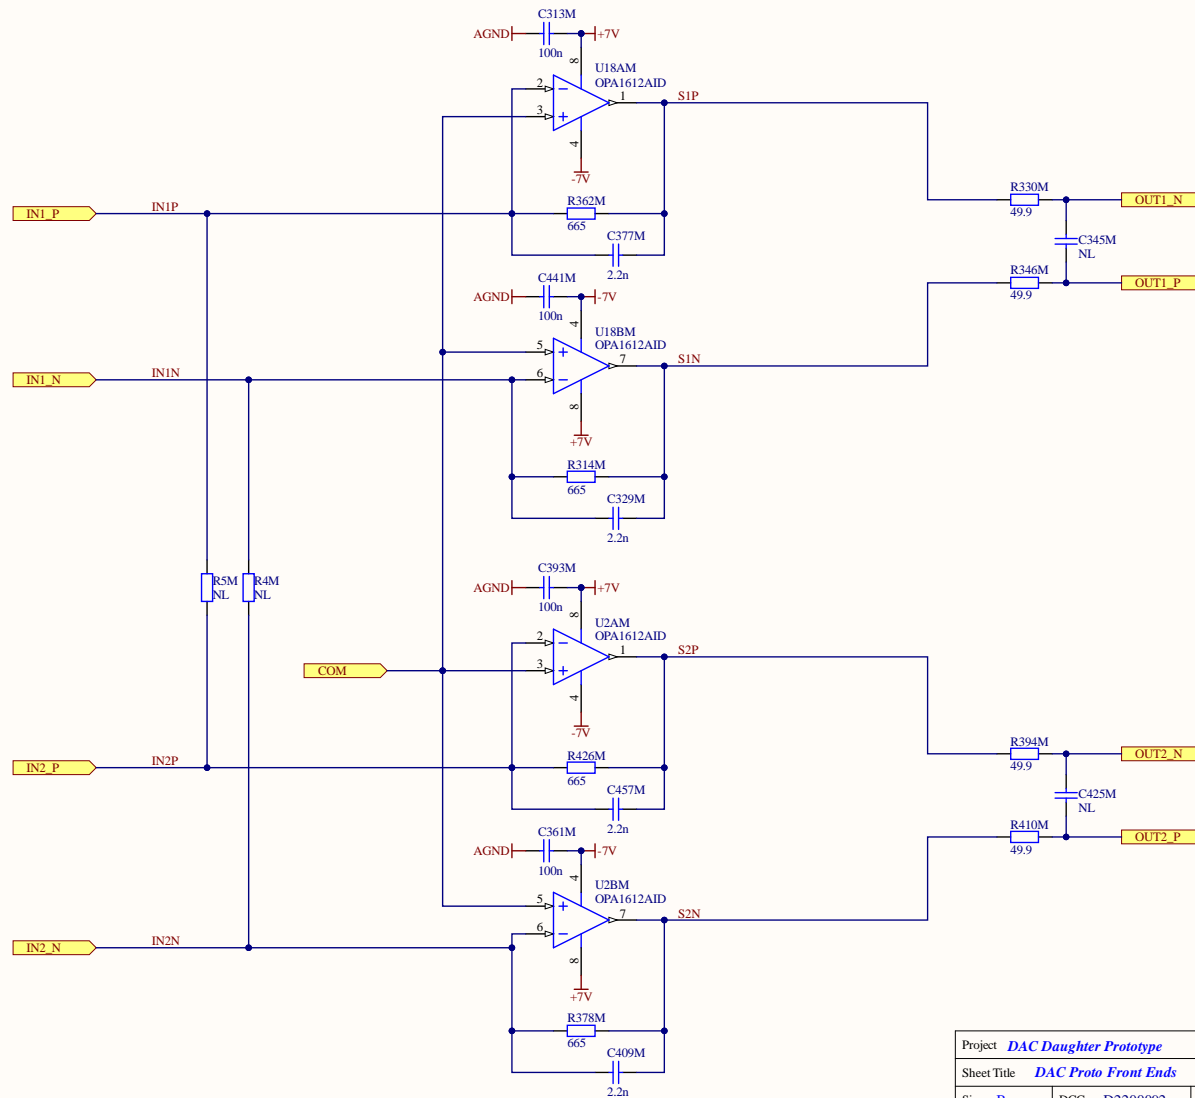 C313M
AGND
+7V
100n
8
U18AM
OPA1612AID
2
1
S1P
3
4
-7V
R330M
IN1_P
IN1P
R362M
OUT1_N
665
49.9
C377M
C345M
NL
2.2n
C441M
R346M
AGND
-7V
OUT1_P
100n
49.9
4
U18BM
OPA1612AID
5
7
S1N
6
IN1_N
IN1N
8
+7V
R314M
665
C329M
2.2n
C393M
R5M
R4M
AGND
+7V
NL
NL
100n
8
U2AM
OPA1612AID
2
1
S2P
COM
3
4
-7V
R394M
IN2_P
IN2P
R426M
OUT2_N
665
49.9
C457M
C425M
NL
2.2n
C361M
R410M
AGND
-7V
OUT2_P
100n
49.9
4
U2BM
OPA1612AID
5
7
S2N
6
IN2_N
IN2N
8
+7V
R378M
665
C409M
2.2n
Project DAC Daughter Prototype
Sheet Title DAC Proto Front Ends